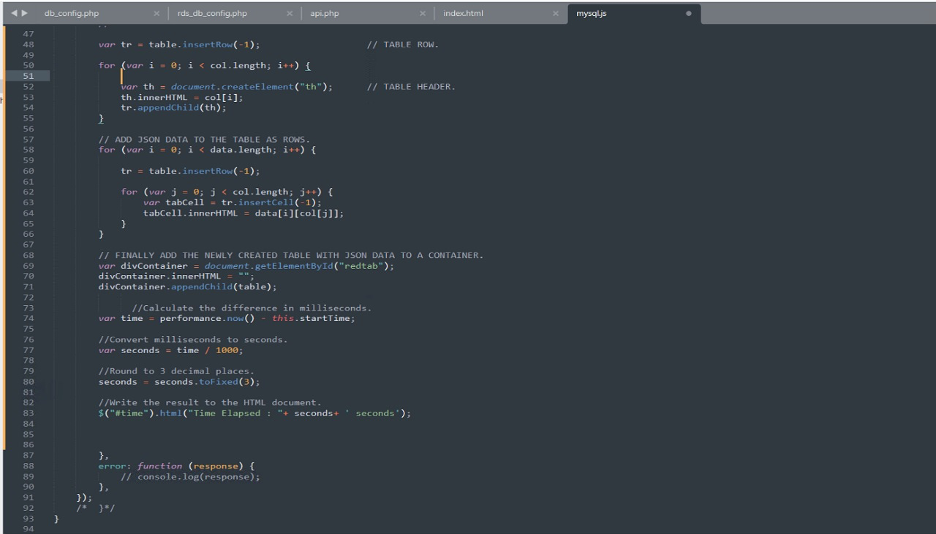 db_config.php × rds_db_config.php × api.php × index.html × mysql.js
47
48 var tr = table.insertRow(-1); // TABLE ROW.
49
50 for (var i = 0; i < col.length; i++) {
51
52 var th = document.createElement("th"); // TABLE HEADER.
53 th.innerHTML = col[i];
54 tr.appendChild(th);
55 }
56
57 // ADD JSON DATA TO THE TABLE AS ROWS.
58 for (var i = 0; i < data.length; i++) {
59
60 tr = table.insertRow(-1);
61
62 for (var j = 0; j < col.length; j++) {
63 var tabCell = tr.insertCell(-1);
64 tabCell.innerHTML = data[i][col[j]];
65 }
66 }
67
68 // FINALLY ADD THE NEWLY CREATED TABLE WITH JSON DATA TO A CONTAINER.
69 var divContainer = document.getElementById("redtab");
70 divContainer.innerHTML = "";
71 divContainer.appendChild(table);
72
73 //Calculate the difference in milliseconds.
74 var time = performance.now() - this.startTime;
75
76 //Convert milliseconds to seconds.
77 var seconds = time / 1000;
78
79 //Round to 3 decimal places.
80 seconds = seconds.toFixed(3);
81
82 //Write the result to the HTML document.
83 $("#time").html("Time Elapsed : "+ seconds+ ' seconds');
84
85
86
87 },
88 error: function (response) {
89 // console.log(response);
90 },
91 });
92 /* }*/
93 }
94